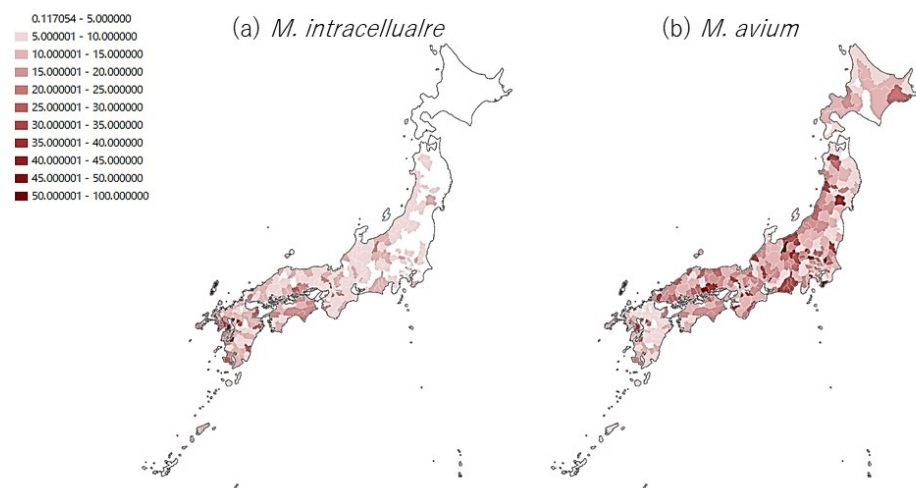 0.117054 - 5.000000
5.000001 - 10.000000
10.000001 - 15.000000
15.000001 - 20.000000
20.000001 - 25.000000
25.000001 - 30.000000
30.000001 - 35.000000
35.000001 - 40.000000
40.000001 - 45.000000
45.000001 - 50.000000
50.000001 - 100.000000
(a) M. intracellualre
(b) M. avium